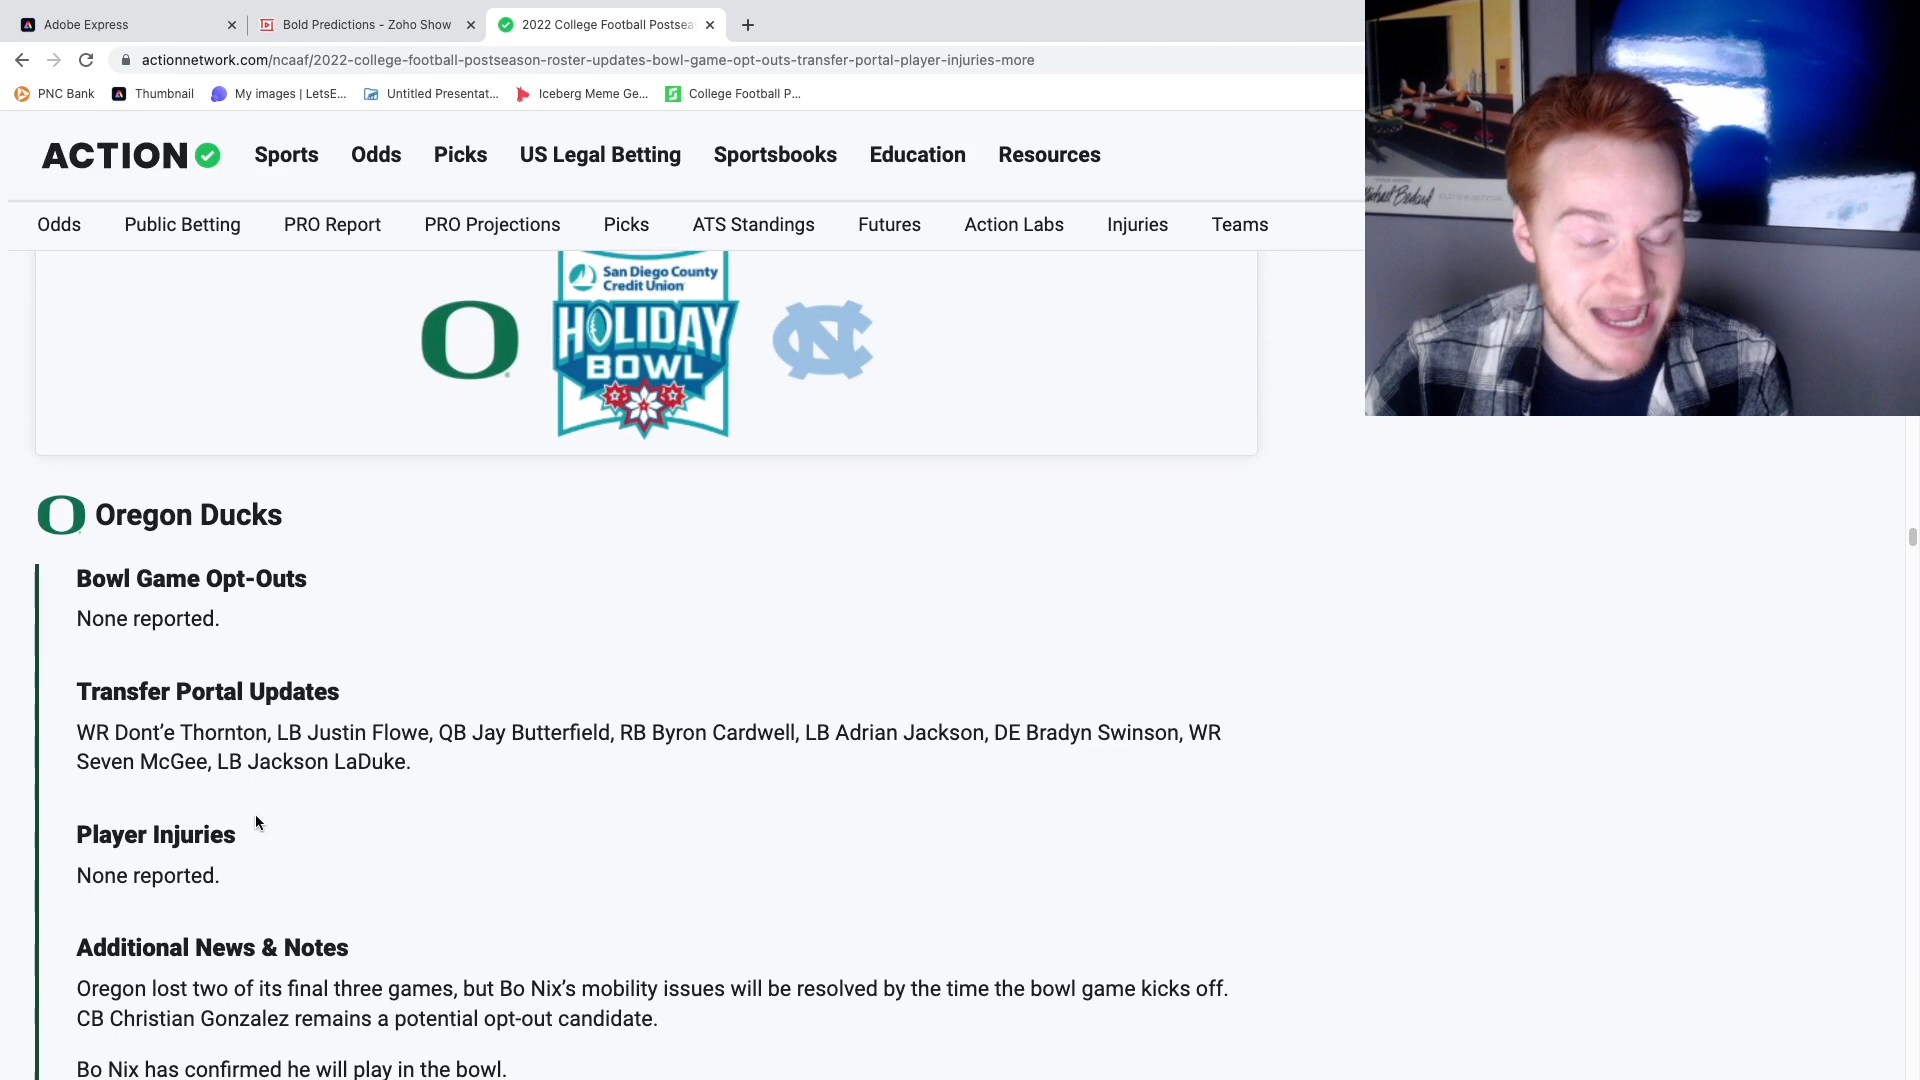 Adobe Express
Bold Predictions - Zoho Show
2022 College Football Postsea
actionnetwork.com/ncaaf/2022-college-football-postseason-roster-updates-bowl-game-opt-outs-transfer-portal-player-injuries-more
PNC Bank
Thumbnail
My images | LetsE...
Untitled Presentat...
Iceberg Meme Ge...
College Football P...
ACTION
Sports
Odds
Picks
US Legal Betting
Sportsbooks
Education
Resources
Odds
Public Betting
PRO Report
PRO Projections
Picks
ATS Standings
Futures
Action Labs
Injuries
Teams
Michael Bedard
San Diego County
Credit Union
HOLIDAY
BOWL
O
NC
O
Oregon Ducks
Bowl Game Opt-Outs
None reported.
Transfer Portal Updates
WR Dont’e Thornton, LB Justin Flowe, QB Jay Butterfield, RB Byron Cardwell, LB Adrian Jackson, DE Bradyn Swinson, WR
Seven McGee, LB Jackson LaDuke.
Player Injuries
None reported.
Additional News & Notes
Oregon lost two of its final three games, but Bo Nix’s mobility issues will be resolved by the time the bowl game kicks off.
CB Christian Gonzalez remains a potential opt-out candidate.
Bo Nix has confirmed he will play in the bowl.